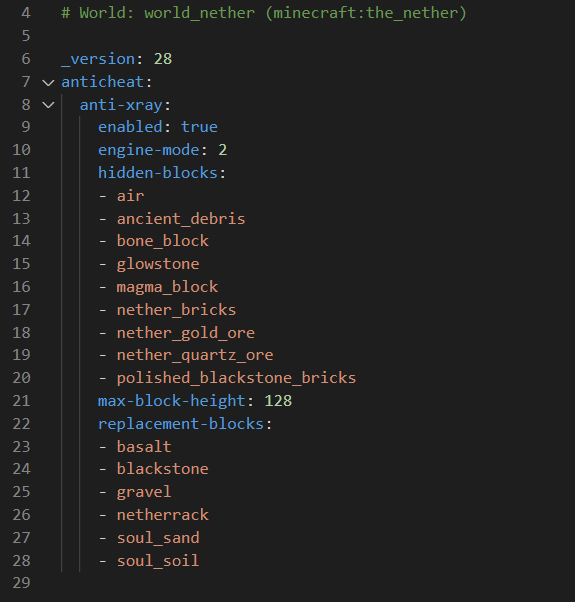 4 # World: world_nether (minecraft:the_nether)
5
6 _version: 28
7 anticheat:
8 anti-xray:
9 enabled: true
10 engine-mode: 2
11 hidden-blocks:
12 - air
13 - ancient_debris
14 - bone_block
15 - glowstone
16 - magma_block
17 - nether_bricks
18 - nether_gold_ore
19 - nether_quartz_ore
20 - polished_blackstone_bricks
21 max-block-height: 128
22 replacement-blocks:
23 - basalt
24 - blackstone
25 - gravel
26 - netherrack
27 - soul_sand
28 - soul_soil
29